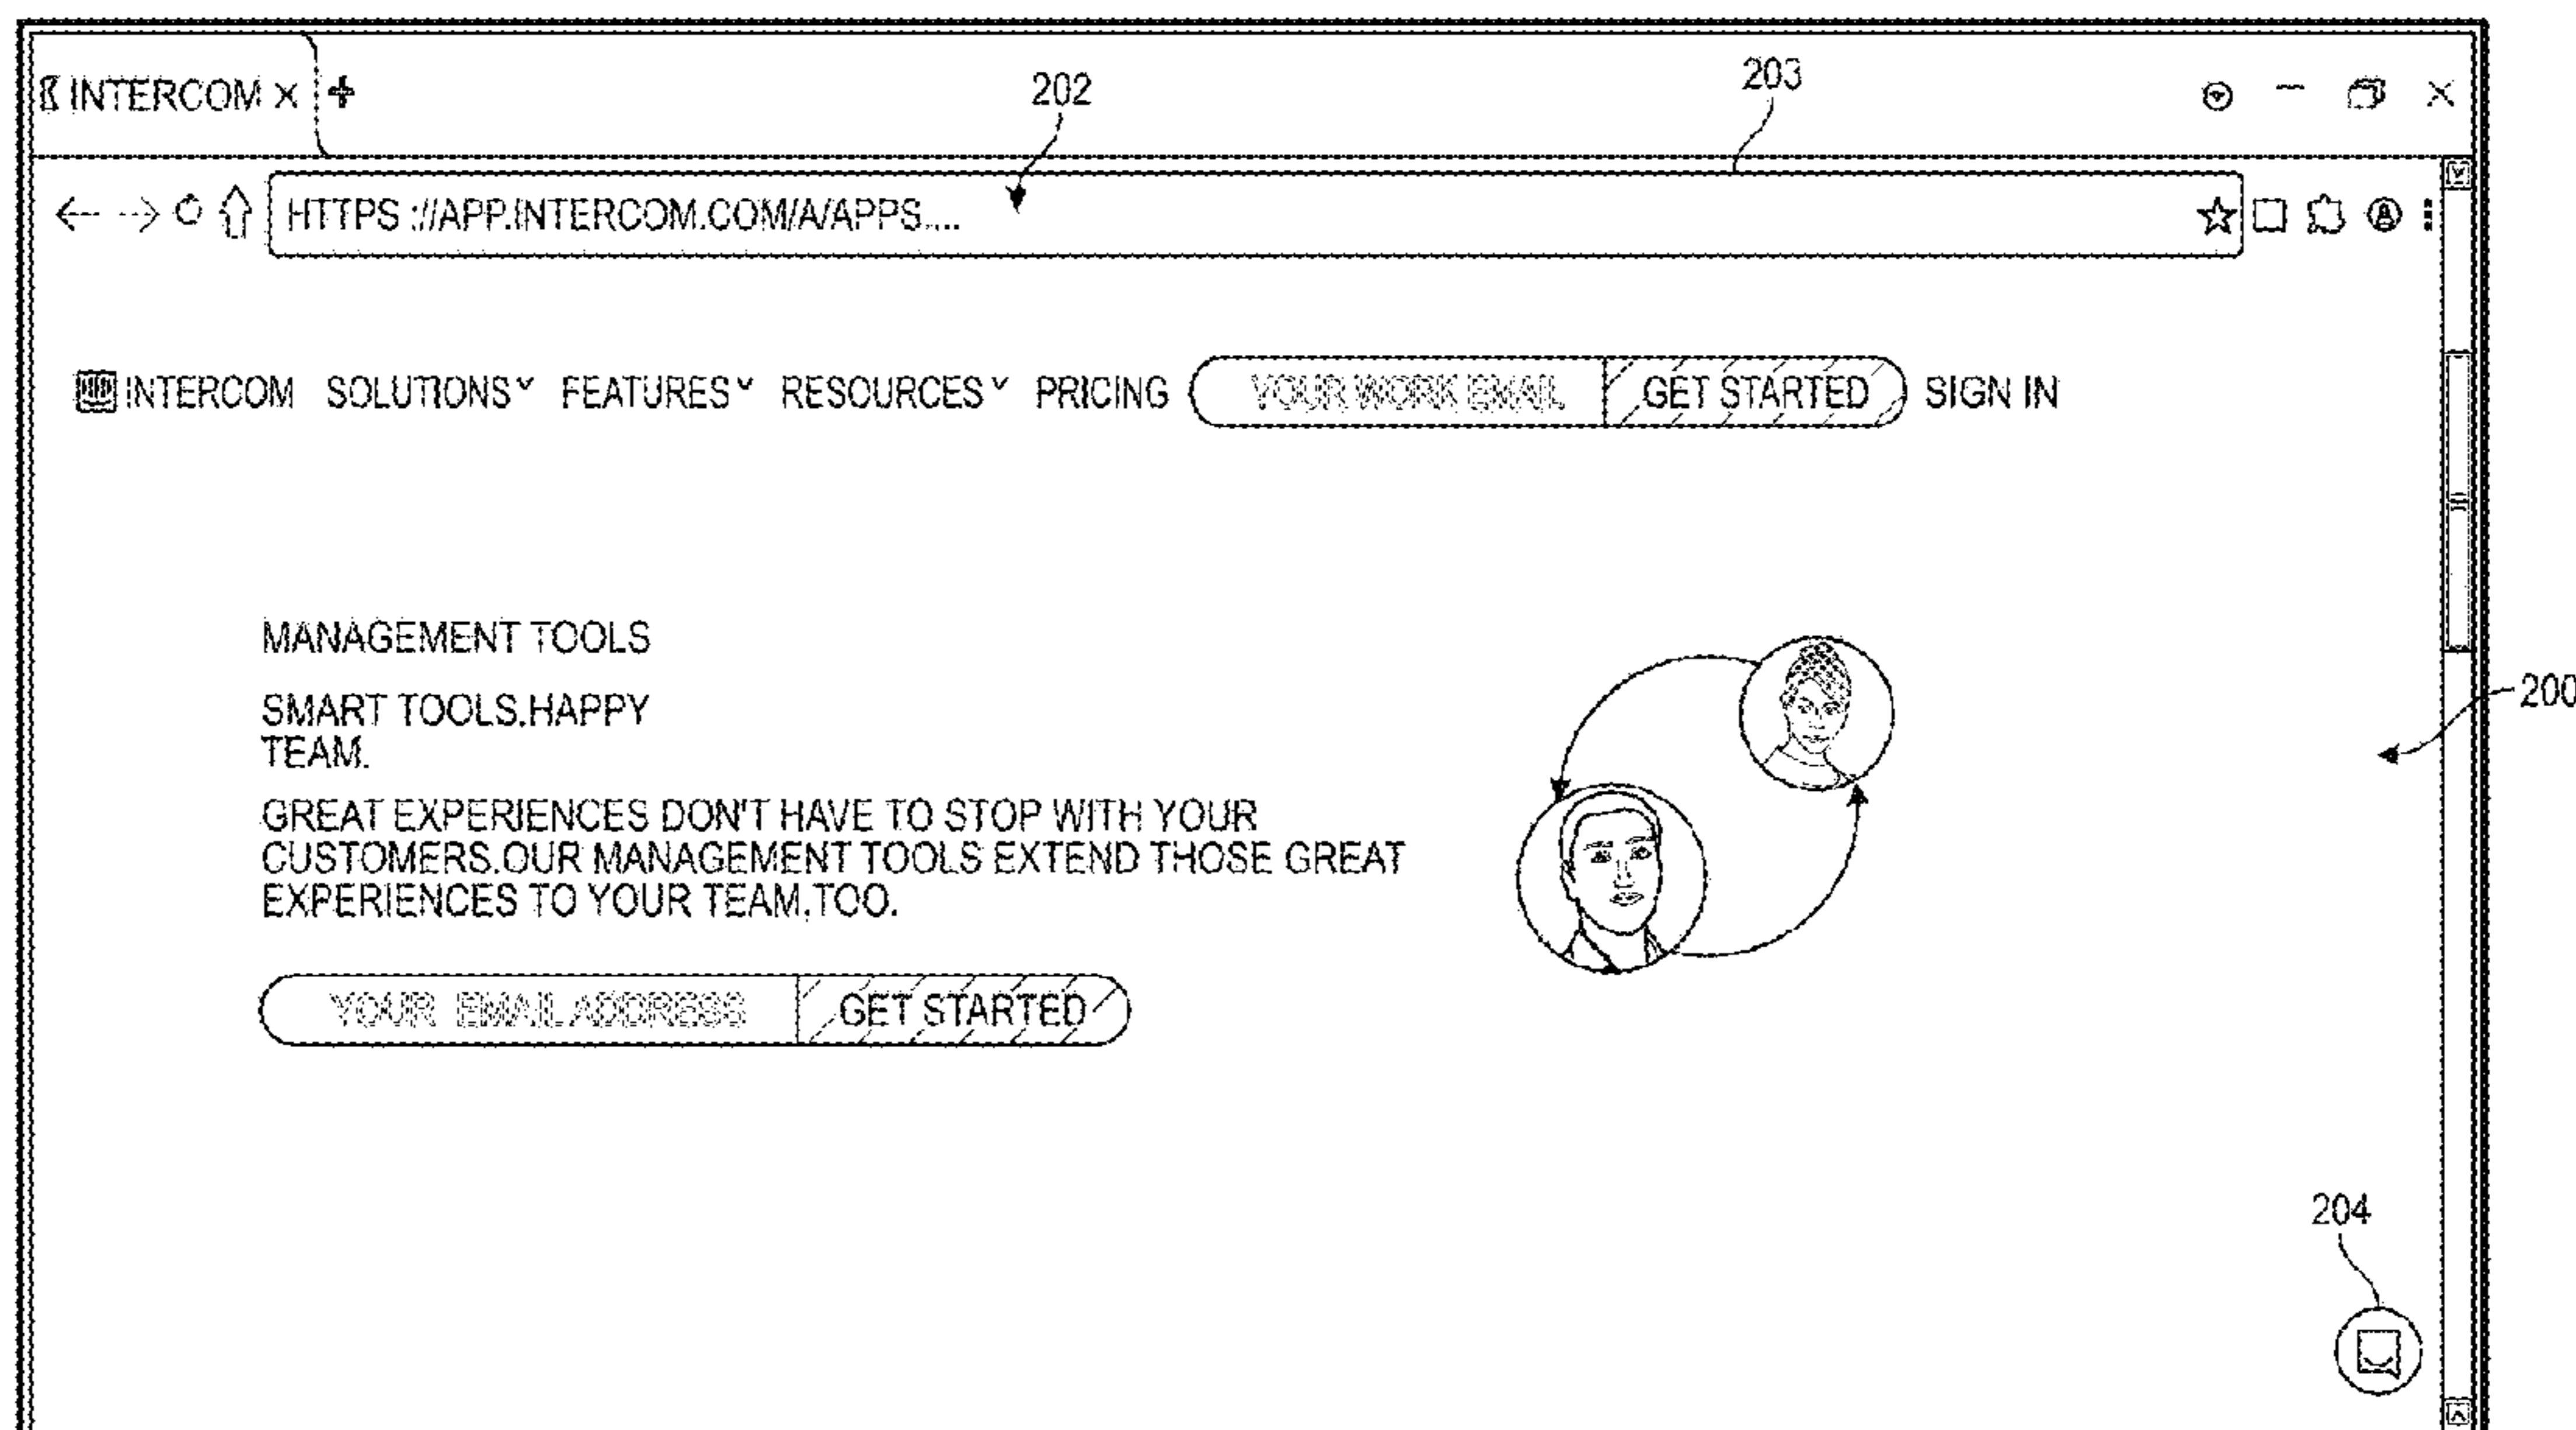 INTERCOM × +
202
203
HTTPS ://APP.INTERCOM.COM/A/APPS....
INTERCOM SOLUTIONS FEATURES RESOURCES PRICING YOUR WORK EMAIL GET STARTED SIGN IN
MANAGEMENT TOOLS
SMART TOOLS.HAPPY
TEAM.
200
GREAT EXPERIENCES DON'T HAVE TO STOP WITH YOUR
CUSTOMERS.OUR MANAGEMENT TOOLS EXTEND THOSE GREAT
EXPERIENCES TO YOUR TEAM,TOO.
YOUR EMAIL ADDRESS GET STARTED
204